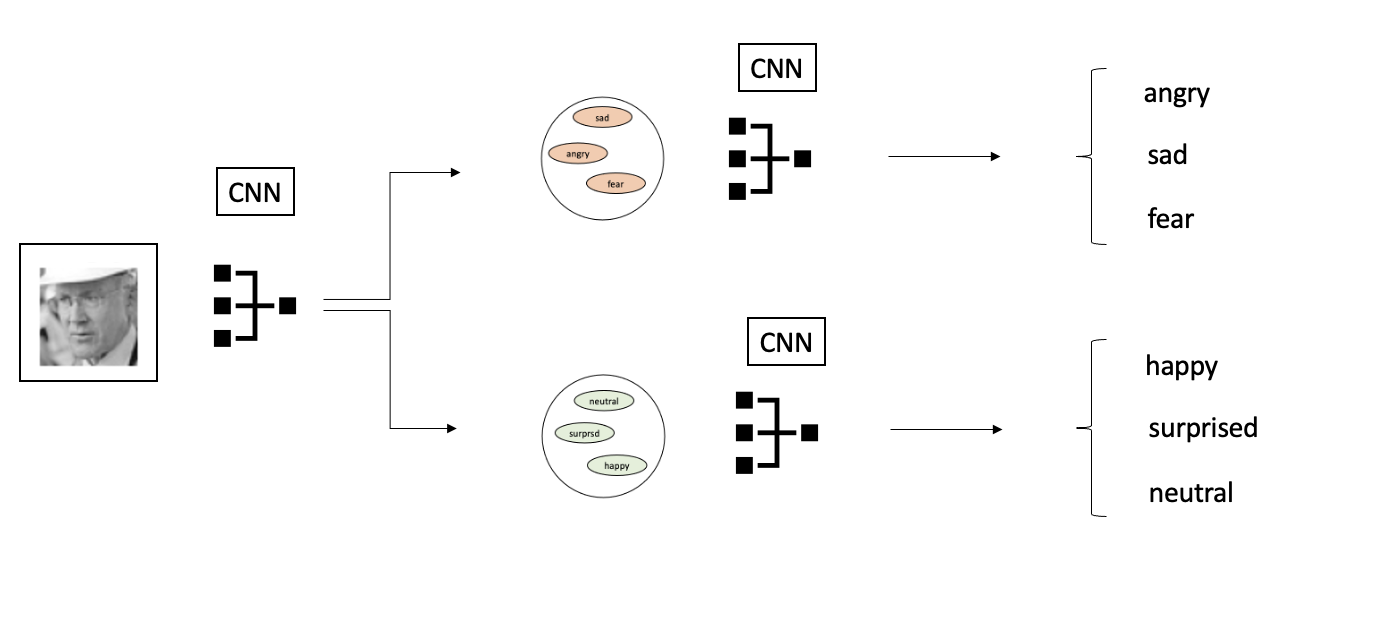 CNN
CNN
sad
angry
fear
angry
sad
fear
CNN
neutral
surprsd
happy
happy
surprised
neutral